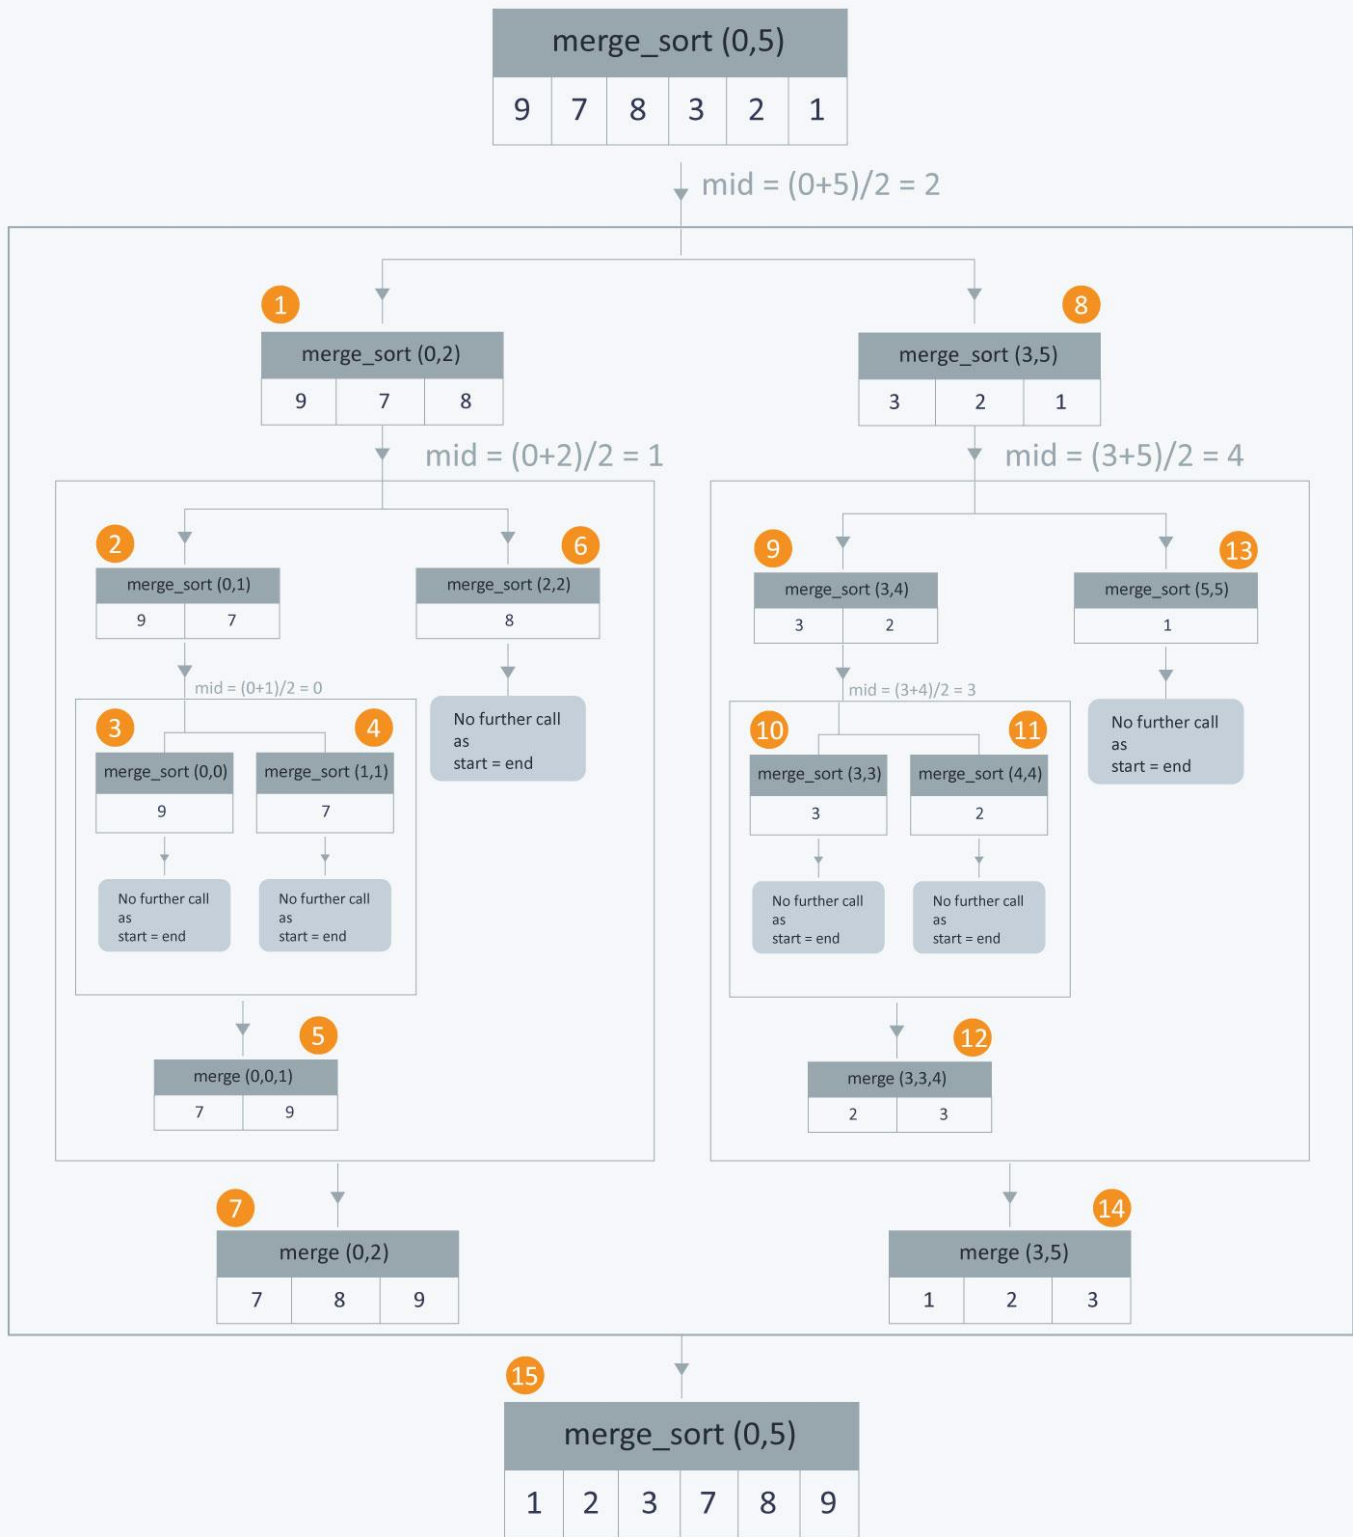 merge_sort (0,5)
9 7 8 3 2 1
mid = (0+5)/2 = 2
1
merge_sort (0,2)
9 7 8
mid = (0+2)/2 = 1
2
merge_sort (0,1)
9 7
mid = (0+1)/2 = 0
3
merge_sort (0,0)
9
No further call
as
start = end
4
merge_sort (1,1)
7
No further call
as
start = end
5
merge (0,0,1)
7 9
6
merge_sort (2,2)
8
No further call
as
start = end
7
merge (0,2)
7 8 9
8
merge_sort (3,5)
3 2 1
mid = (3+5)/2 = 4
9
merge_sort (3,4)
3 2
mid = (3+4)/2 = 3
10
merge_sort (3,3)
3
No further call
as
start = end
11
merge_sort (4,4)
2
No further call
as
start = end
12
merge (3,3,4)
2 3
13
merge_sort (5,5)
1
No further call
as
start = end
14
merge (3,5)
1 2 3
15
merge_sort (0,5)
1 2 3 7 8 9